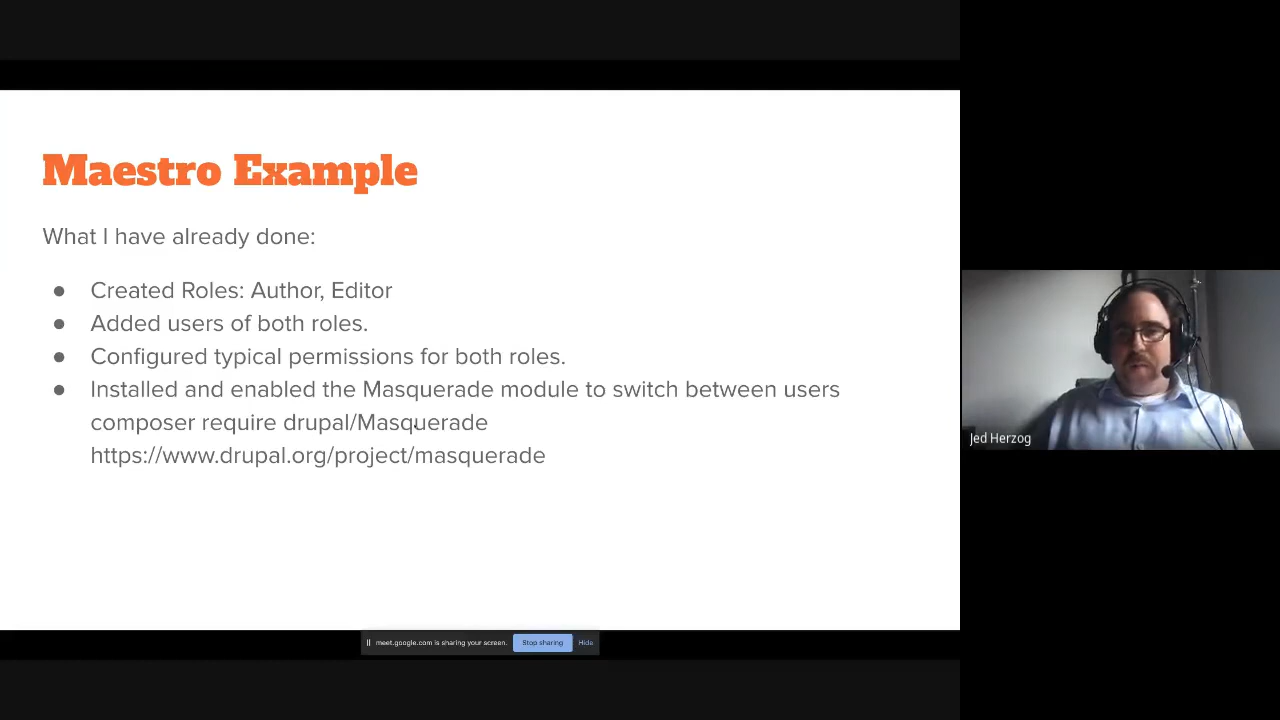 Maestro Example
What I have already done:
● Created Roles: Author, Editor
● Added users of both roles.
● Configured typical permissions for both roles.
● Installed and enabled the Masquerade module to switch between users
composer require drupal/Masquerade
https://www.drupal.org/project/masquerade
Jed Herzog
meet.google.com is sharing your screen. Stop sharing Hide